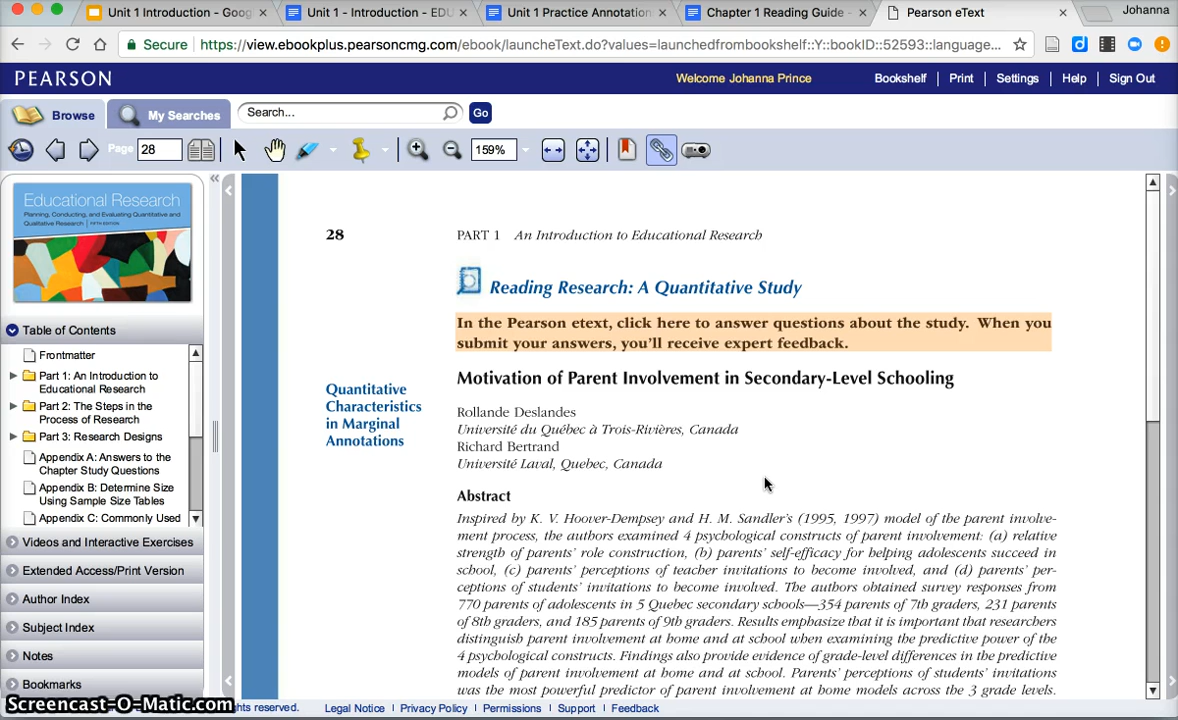 Unit 1 Introduction - Goog
Unit 1 - Introduction - EDU
Unit 1 Practice Annotation
Chapter 1 Reading Guide -
Pearson eText
Johanna
Secure
https://view.ebookplus.pearsoncmg.com/ebook/launcheText.do?values=launchedfrombookshelf::Y::bookID::52593::language...
PEARSON
Welcome Johanna Prince
Bookshelf | Print | Settings | Help | Sign Out
Browse
My Searches
Search...
Go
Page 28
159%
Educational Research
Planning, Conducting, and Evaluating Quantitative and
Qualitative Research | FIFTH EDITION
Table of Contents
Frontmatter
Part 1: An Introduction to
Educational Research
Part 2: The Steps in the
Process of Research
Part 3: Research Designs
Appendix A: Answers to the
Chapter Study Questions
Appendix B: Determine Size
Using Sample Size Tables
Appendix C: Commonly Used
Videos and Interactive Exercises
Extended Access/Print Version
Author Index
Subject Index
Notes
Bookmarks
28
PART 1 An Introduction to Educational Research
Reading Research: A Quantitative Study
In the Pearson etext, click here to answer questions about the study. When you
submit your answers, you'll receive expert feedback.
Quantitative
Characteristics
in Marginal
Annotations
Motivation of Parent Involvement in Secondary-Level Schooling
Rollande Deslandes
Université du Québec à Trois-Rivières, Canada
Richard Bertrand
Université Laval, Quebec, Canada
Abstract
Inspired by K. V. Hoover-Dempsey and H. M. Sandler's (1995, 1997) model of the parent involve-
ment process, the authors examined 4 psychological constructs of parent involvement: (a) relative
strength of parents' role construction, (b) parents' self-efficacy for helping adolescents succeed in
school, (c) parents' perceptions of teacher invitations to become involved, and (d) parents' per-
ceptions of students' invitations to become involved. The authors obtained survey responses from
770 parents of adolescents in 5 Quebec secondary schools—354 parents of 7th graders, 231 parents
of 8th graders, and 185 parents of 9th graders. Results emphasize that it is important that researchers
distinguish parent involvement at home and at school when examining the predictive power of the
4 psychological constructs. Findings also provide evidence of grade-level differences in the predictive
models of parent involvement at home and at school. Parents' perceptions of students' invitations
was the most powerful predictor of parent involvement at home models across the 3 grade levels.
Screencast-O-Matic.com
hts reserved.
Legal Notice | Privacy Policy | Permissions | Support | Feedback